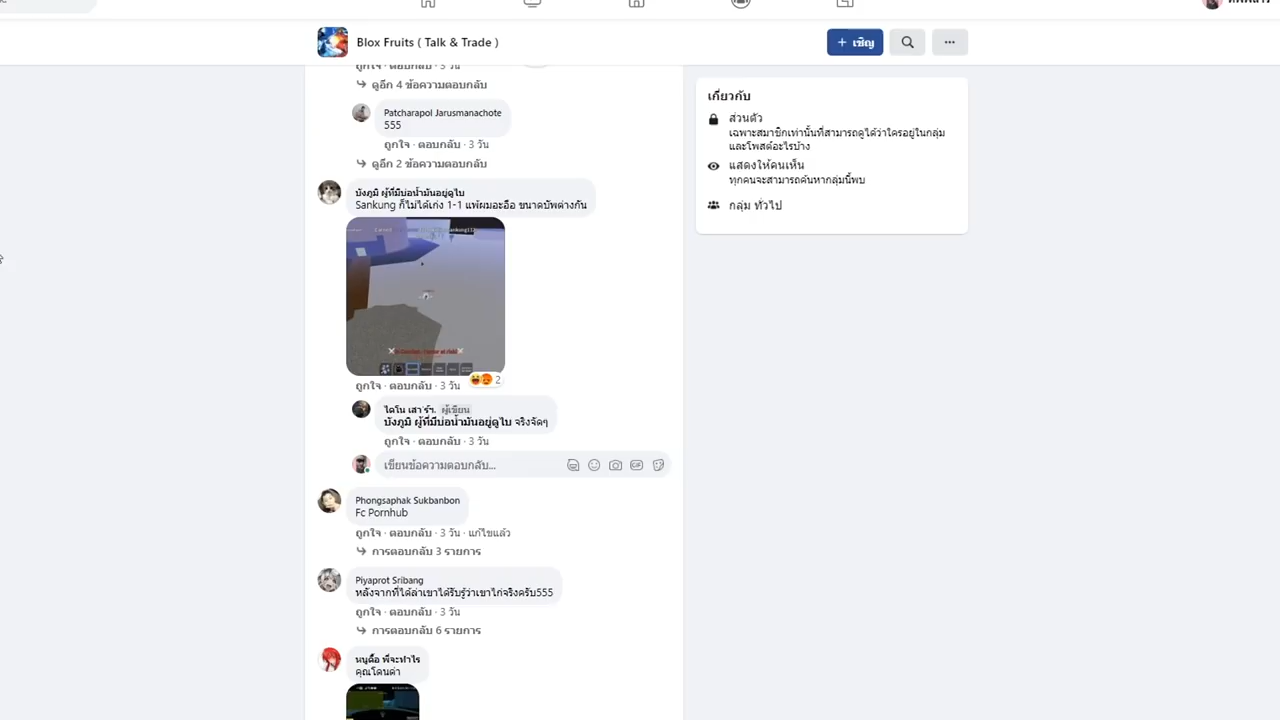 Blox Fruits ( Talk & Trade )
+ เชิญ
ถูกใจ · ตอบกลับ · 3 วัน
ดูอีก 4 ข้อความตอบกลับ
Patcharapol Jarusmanachote
555
ถูกใจ · ตอบกลับ · 3 วัน
ดูอีก 2 ข้อความตอบกลับ
บังภูมิ ผู้ที่มีบ่อน้ำมันอยู่ดูไบ
Sankung ก็ไม่ได้เก่ง 1-1 แพ้ผมอะอือ ขนาดบัพต่างกัน
ถูกใจ · ตอบกลับ · 3 วัน
2
ไดโน เสาร์ฯ. ผู้เขียน
บังภูมิ ผู้ที่มีบ่อน้ำมันอยู่ดูไบ จริงจัดๆ
ถูกใจ · ตอบกลับ · 3 วัน
เขียนข้อความตอบกลับ...
GIF
Phongsaphak Sukbanbon
Fc Pornhub
ถูกใจ · ตอบกลับ · 3 วัน · แก้ไขแล้ว
การตอบกลับ 3 รายการ
Piyaprot Sribang
หลังจากที่ได้ล่าเขาได้รับรู้ว่าเขาไก่จริงครับ555
ถูกใจ · ตอบกลับ · 3 วัน
การตอบกลับ 6 รายการ
หนูดื้อ พี่จะทำไร
คุณโดนด่า
เกี่ยวกับ
ส่วนตัว
เฉพาะสมาชิกเท่านั้นที่สามารถดูได้ว่าใครอยู่ในกลุ่ม
และโพสต์อะไรบ้าง
แสดงให้คนเห็น
ทุกคนจะสามารถค้นหากลุ่มนี้พบ
กลุ่ม ทั่วไป